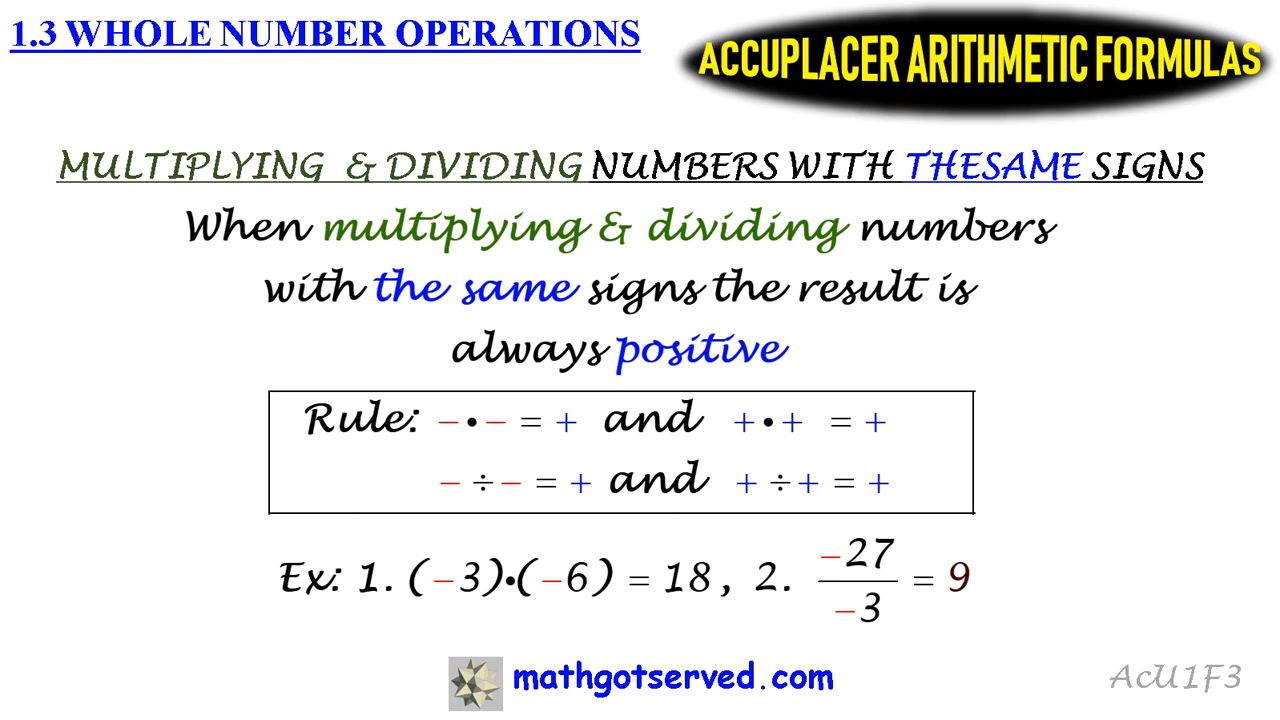 1.3 WHOLE NUMBER OPERATIONS
ACCUPLACER ARITHMETIC FORMULAS
MULTIPLYING & DIVIDING NUMBERS WITH THESAME SIGNS
When multiplying & dividing numbers
with the same signs the result is
always positive
Rule: − • − = + and + • + = +
− ÷ − = + and + ÷ + = +
Ex: 1. (−3)•(−6) = 18, 2. −27/−3 = 9
mathgotserved.com
AcU1F3